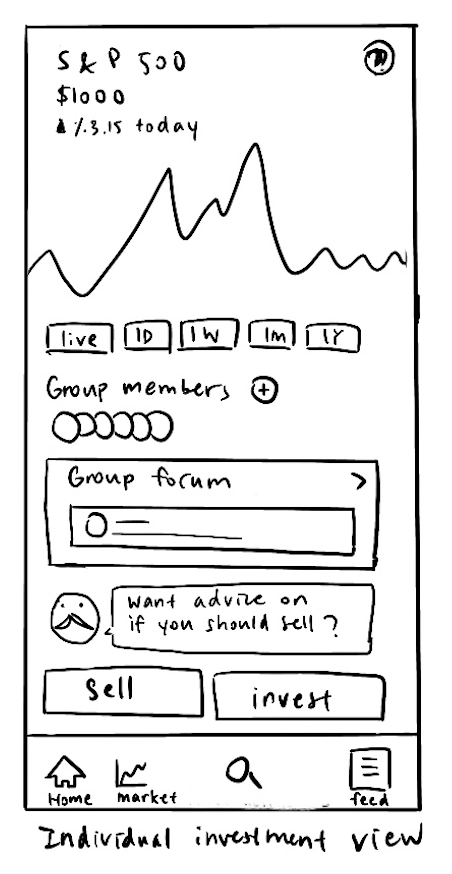 S & P 500
$1000
▲ %.3.15 today
live 1D 1W 1m 1Y
Group members +
Group forum >
Want advice on
if you should sell?
Sell invest
Home market feed
Individual investment view